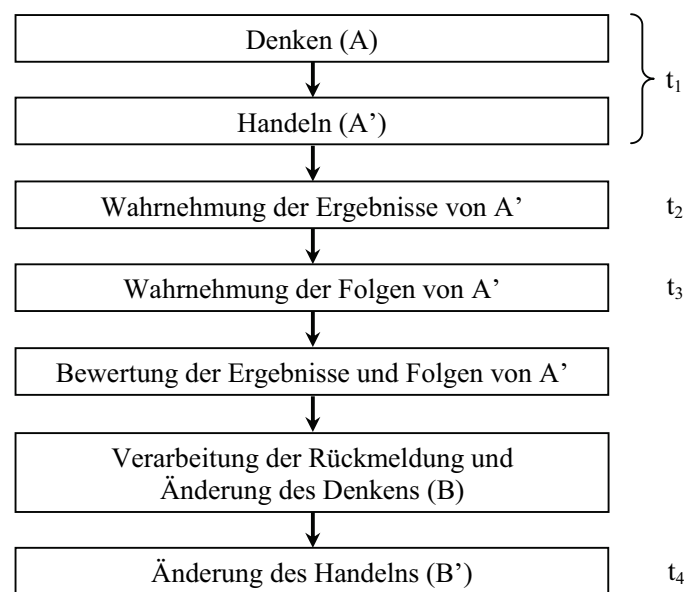 Denken (A)
t₁
Handeln (A’)
Wahrnehmung der Ergebnisse von A’
t₂
Wahrnehmung der Folgen von A’
t₃
Bewertung der Ergebnisse und Folgen von A’
Verarbeitung der Rückmeldung und
Änderung des Denkens (B)
Änderung des Handelns (B’)
t₄